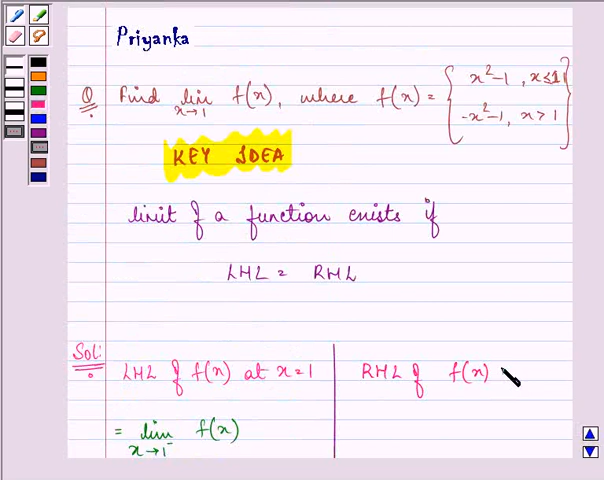 Priyanka
Q Find lim x→1 f(x), where f(x) = { x²-1, x≤1
-x²-1, x>1 }
KEY IDEA
limit of a function exists if
LHL = RHL
Sol:
LHL of f(x) at x=1
= lim x→1⁻ f(x)
RHL of f(x)